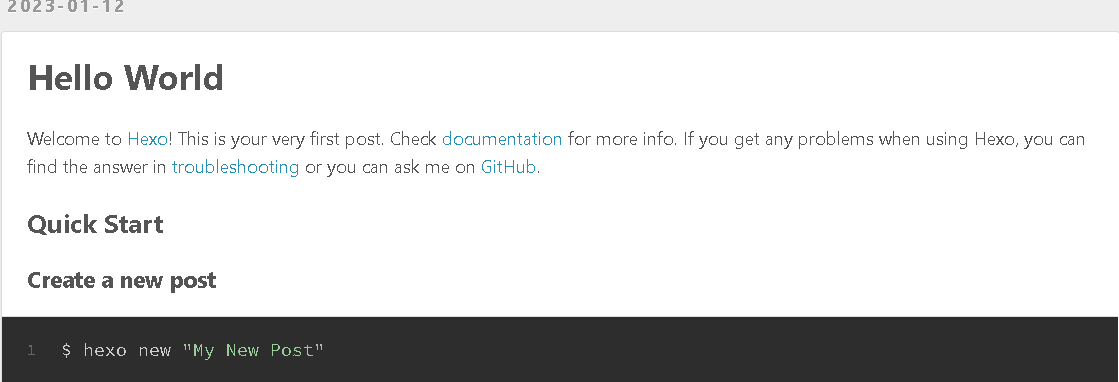 2023-01-12
Hello World
Welcome to Hexo! This is your very first post. Check documentation for more info. If you get any problems when using Hexo, you can
find the answer in troubleshooting or you can ask me on GitHub.
Quick Start
Create a new post
1 $ hexo new "My New Post"